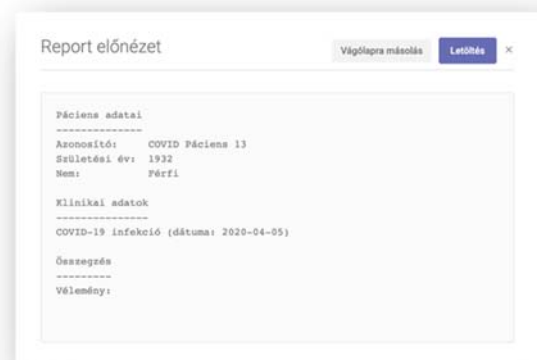 Report előnézet
Vágólapra másolás
Letöltés
×
Páciens adatai
--------------
Azonosító: COVID Páciens 13
Születési év: 1932
Nem: Férfi
Klinikai adatok
---------------
COVID-19 infekció (dátuma: 2020-04-05)
Összegzés
---------
Vélemény: